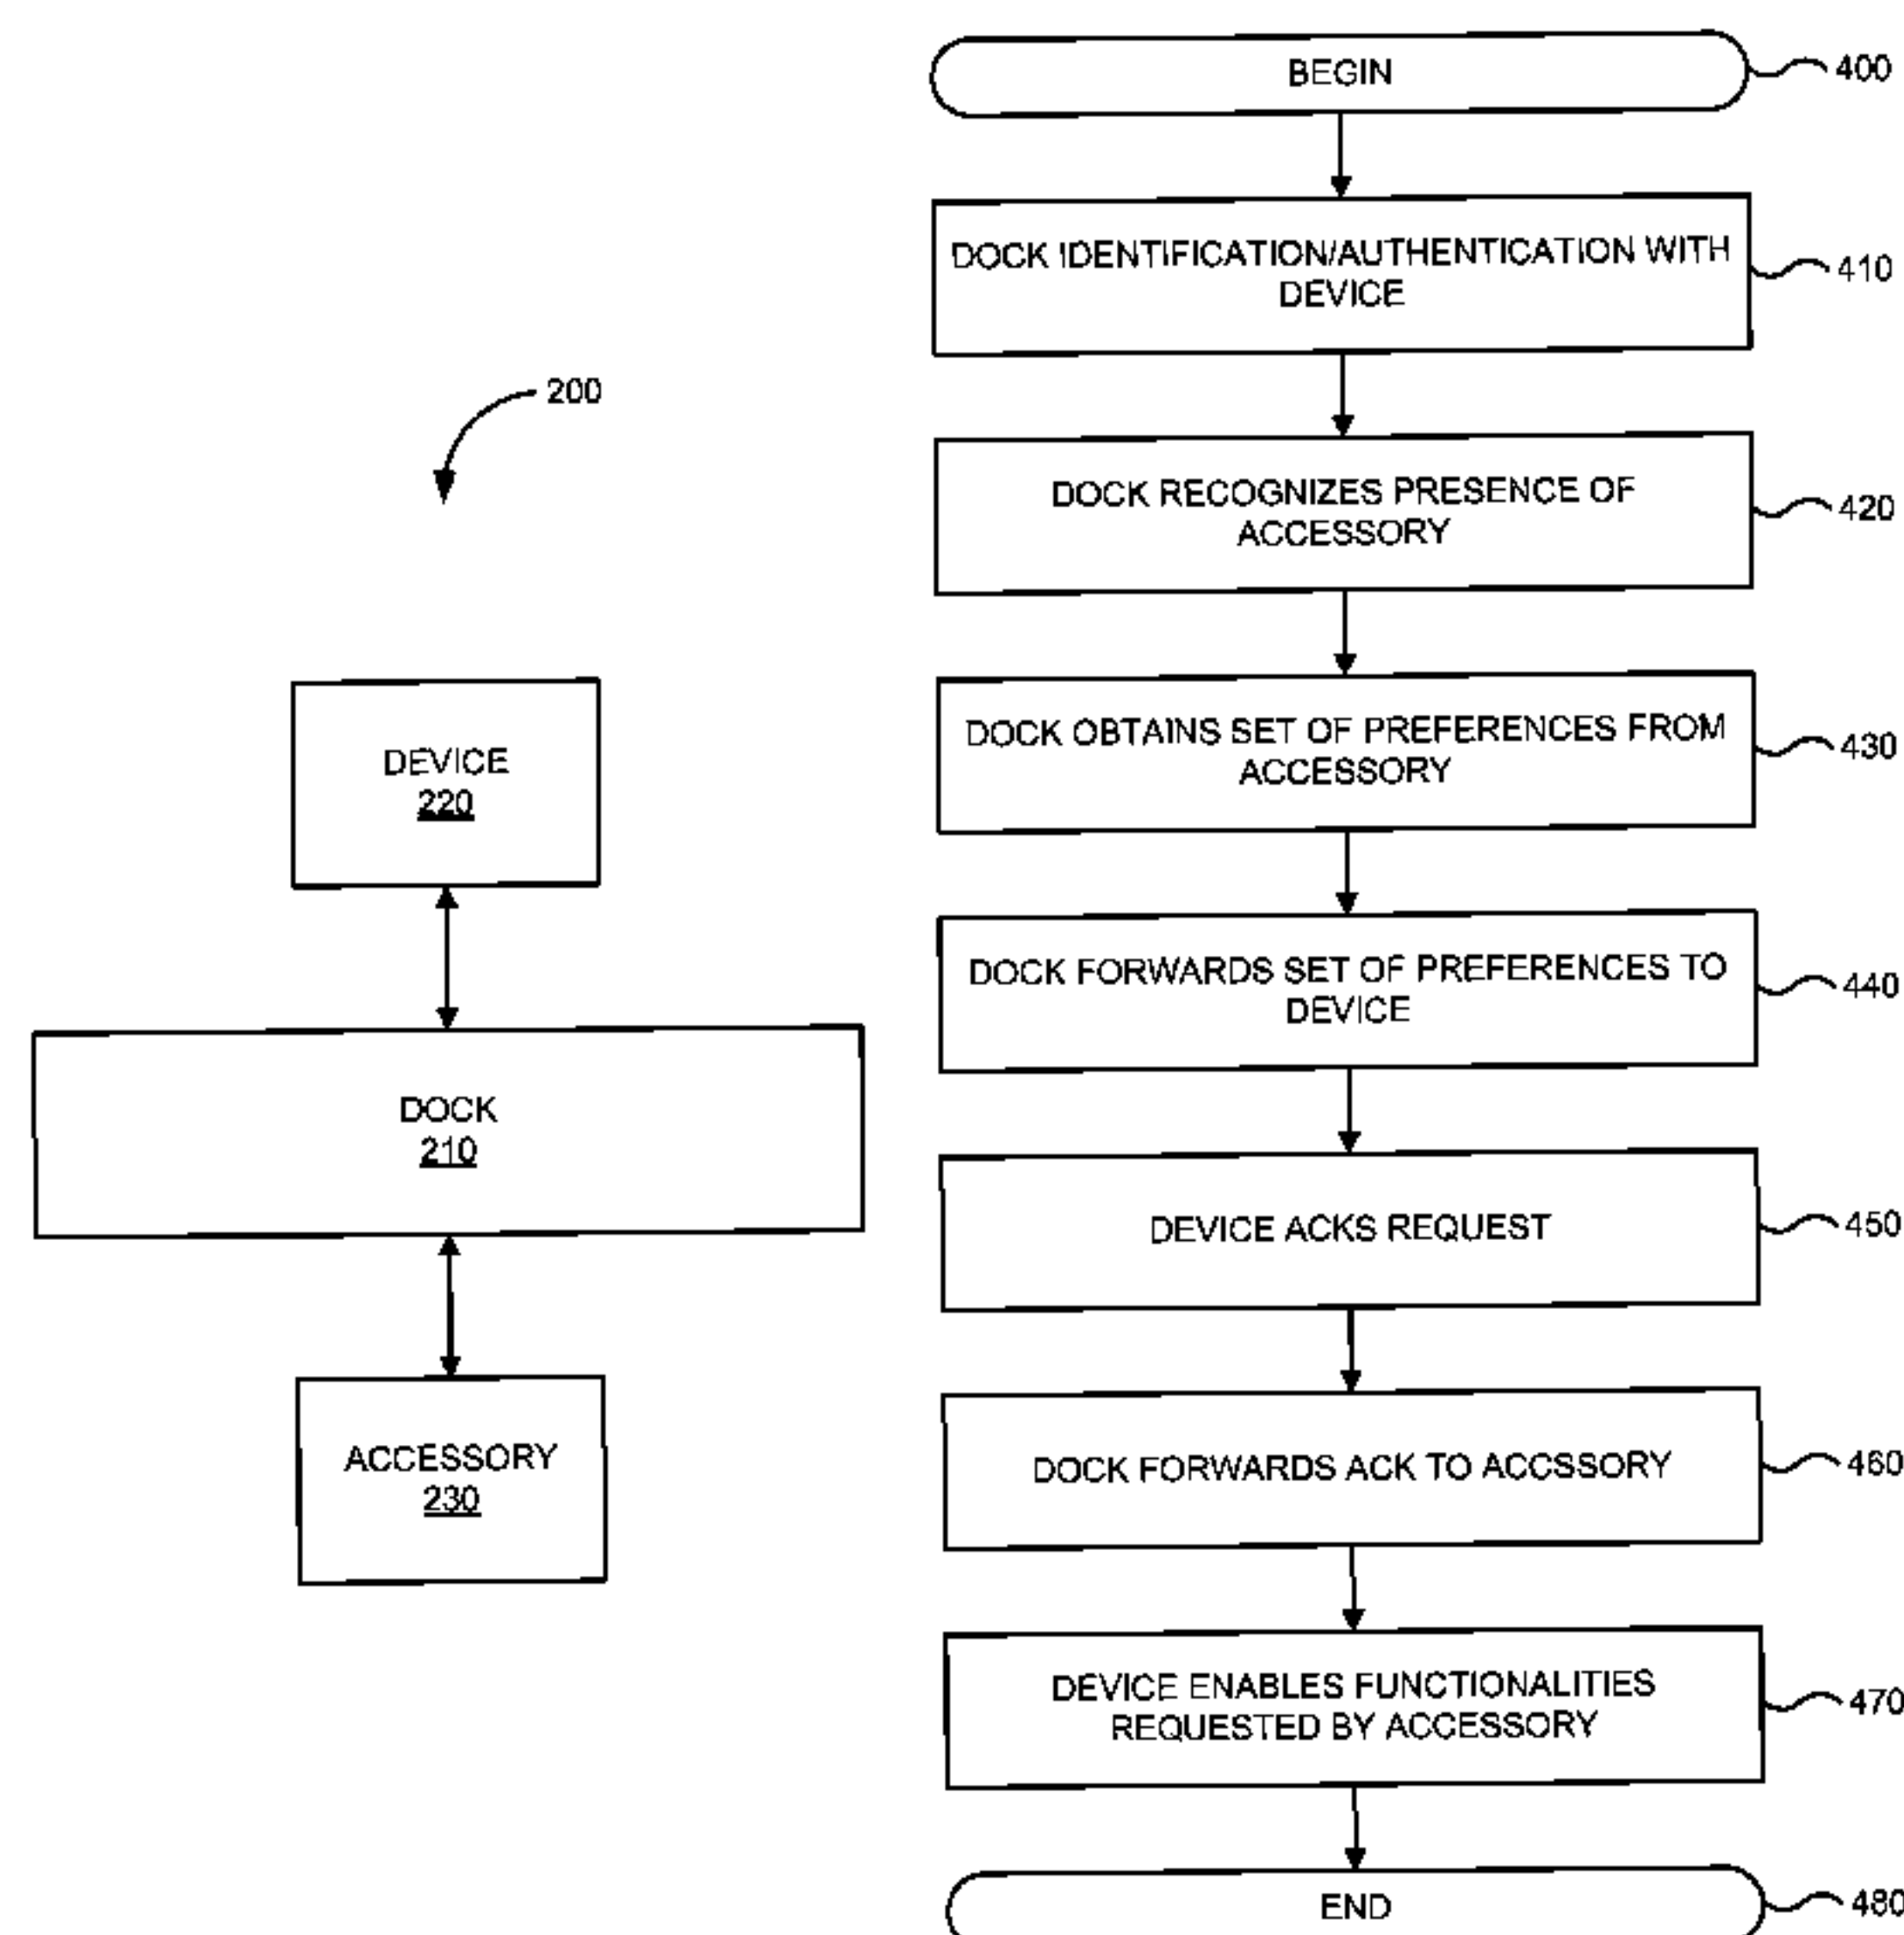 200
DEVICE
220
DOCK
210
ACCESSORY
230
BEGIN
400
DOCK IDENTIFICATION/AUTHENTICATION WITH
DEVICE
410
DOCK RECOGNIZES PRESENCE OF
ACCESSORY
420
DOCK OBTAINS SET OF PREFERENCES FROM
ACCESSORY
430
DOCK FORWARDS SET OF PREFERENCES TO
DEVICE
440
DEVICE ACKS REQUEST
450
DOCK FORWARDS ACK TO ACCSSORY
460
DEVICE ENABLES FUNCTIONALITIES
REQUESTED BY ACCESSORY
470
END
480